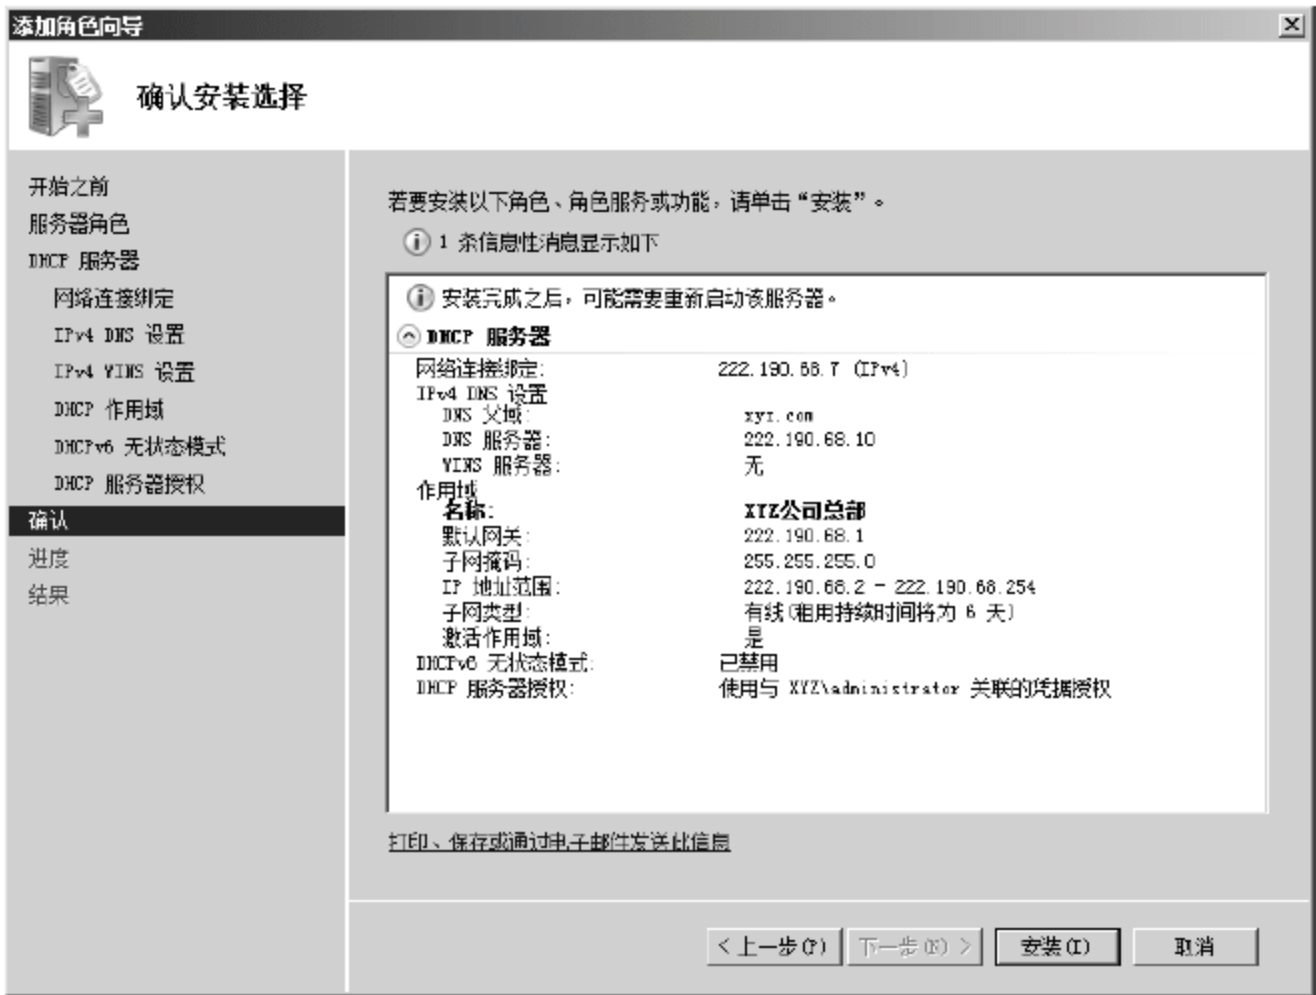 添加角色向导
确认安装选择
开始之前
服务器角色
DHCP 服务器
网络连接绑定
IPv4 DNS 设置
IPv4 WINS 设置
DHCP 作用域
DHCPv6 无状态模式
DHCP 服务器授权
确认
进度
结果
若要安装以下角色、角色服务或功能，请单击“安装”。
1 条信息性消息显示如下
安装完成之后，可能需要重新启动该服务器。
DHCP 服务器
网络连接绑定: 222.190.68.7 (IPv4)
IPv4 DNS 设置
DNS 父域: xyz.com
DNS 服务器: 222.190.68.10
WINS 服务器: 无
作用域
名称: XYZ公司总部
默认网关: 222.190.68.1
子网掩码: 255.255.255.0
IP 地址范围: 222.190.68.2 - 222.190.68.254
子网类型: 有线(租用持续时间将为 6 天)
激活作用域: 是
DHCPv6 无状态模式: 已禁用
DHCP 服务器授权: 使用与 XYZ\administrator 关联的凭据授权
打印、保存或通过电子邮件发送此信息
< 上一步(P) 下一步(N) > 安装(I) 取消